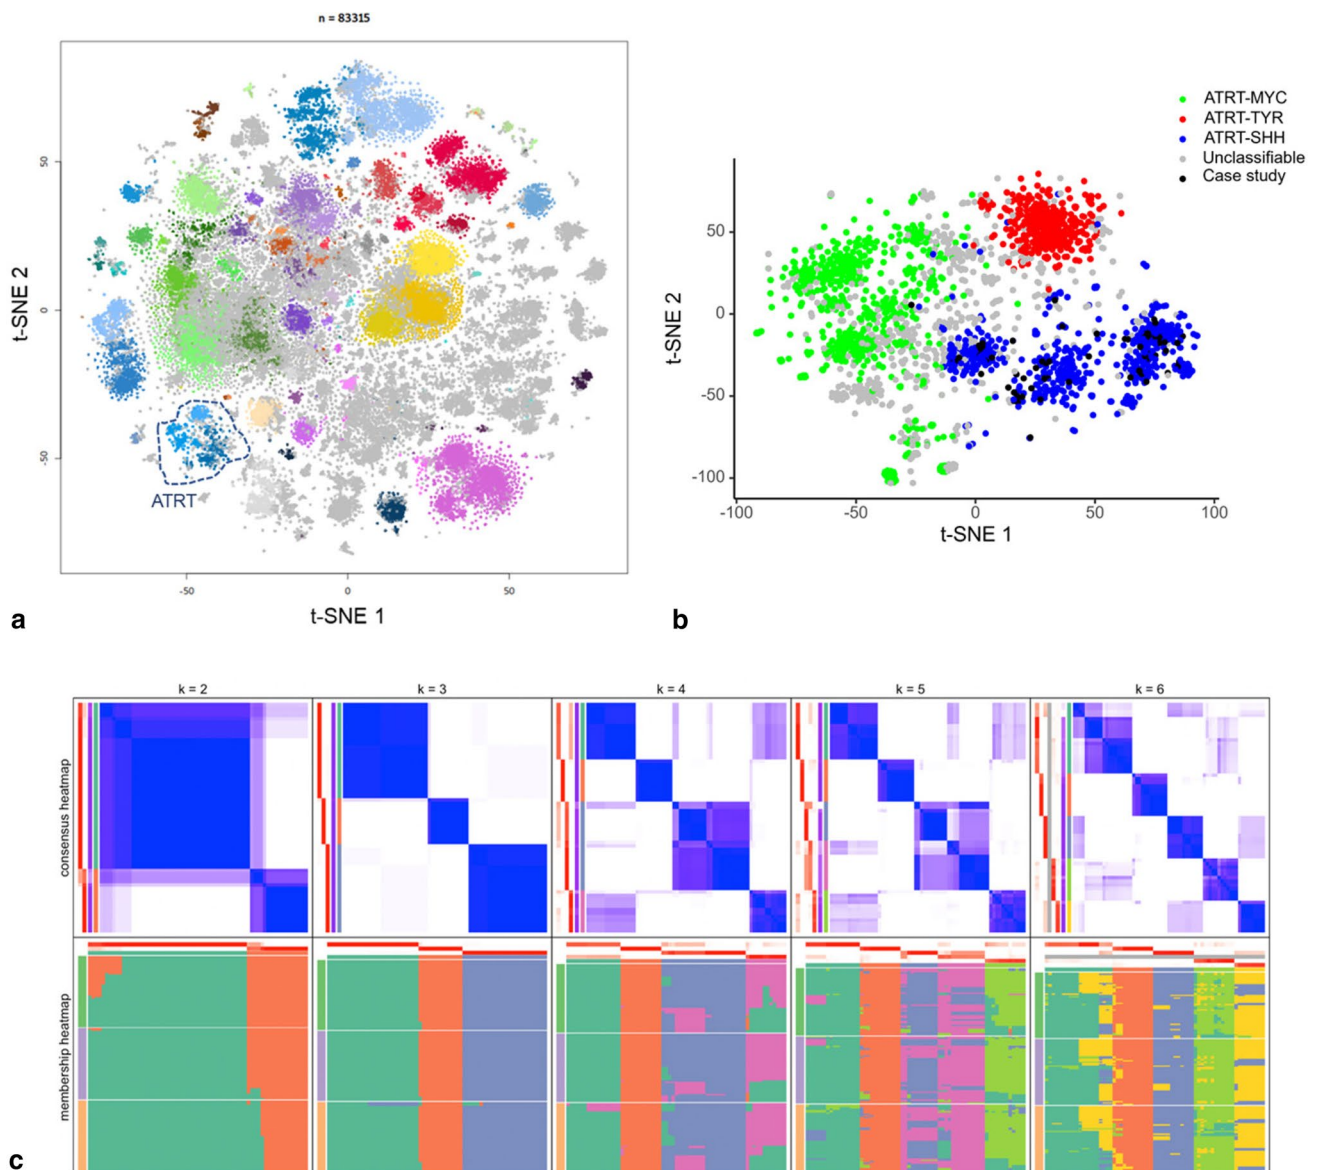 n = 83315
t-SNE 2
50
0
-50
ATRT
-50
0
50
t-SNE 1
a
ATRT-MYC
ATRT-TYR
ATRT-SHH
Unclassifiable
Case study
t-SNE 2
50
0
-50
-100
-100
-50
0
50
100
t-SNE 1
b
k = 2
k = 3
k = 4
k = 5
k = 6
consensus heatmap
membership heatmap
c